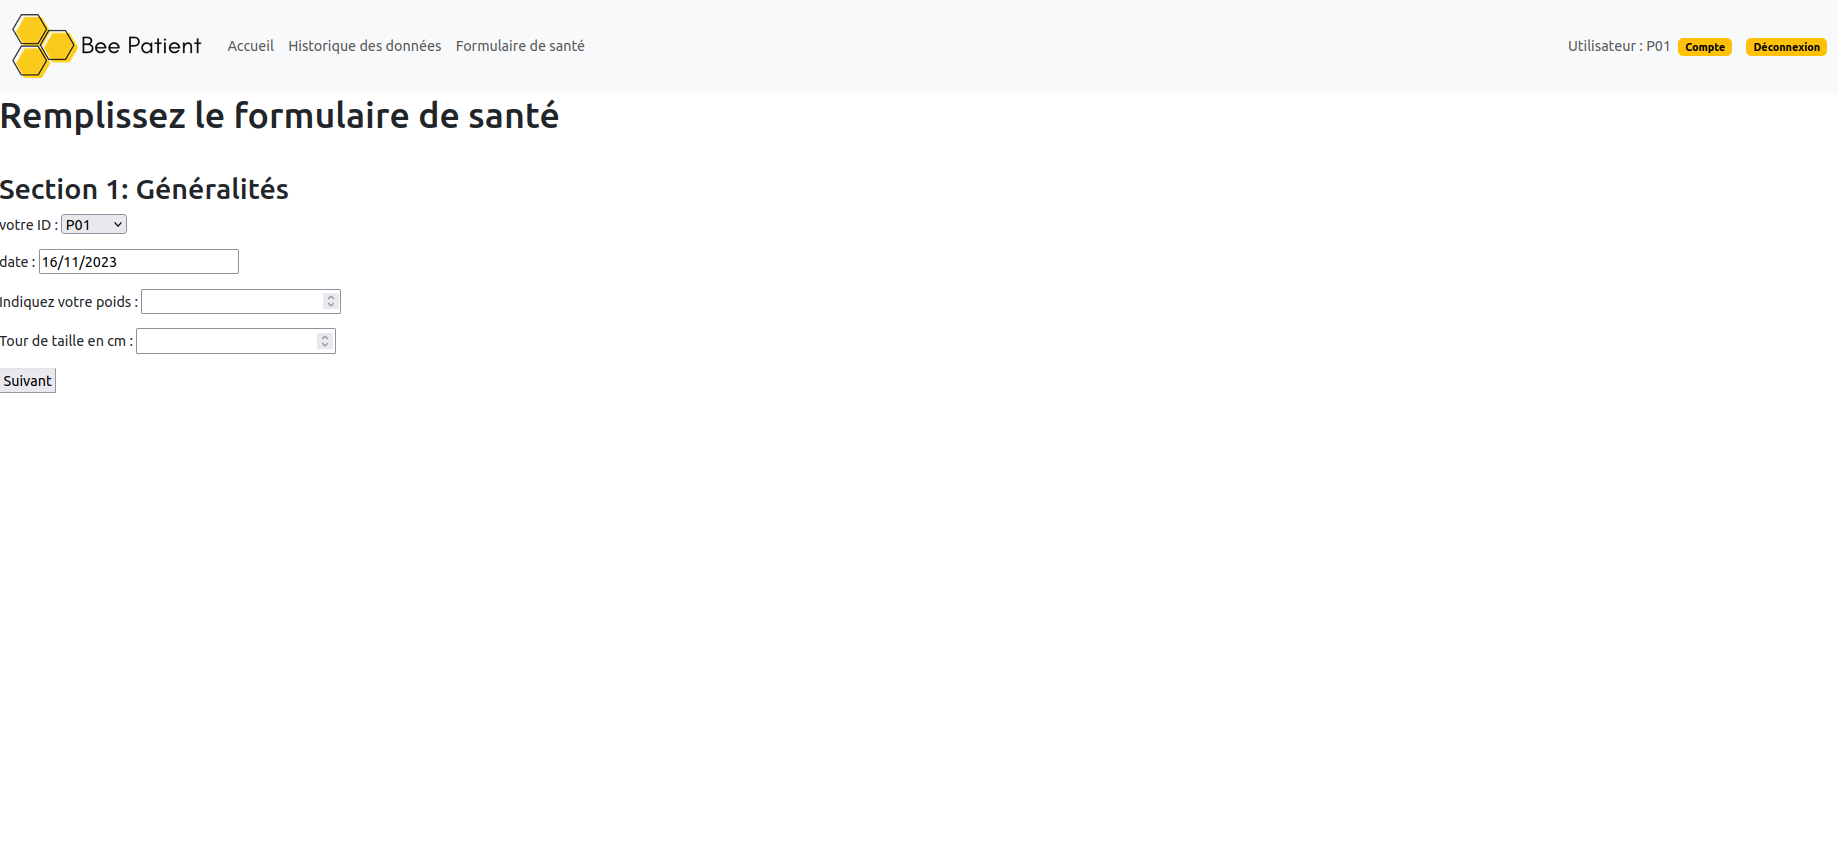 Bee Patient Accueil Historique des données Formulaire de santé Utilisateur : P01 Compte Déconnexion
Remplissez le formulaire de santé
Section 1: Généralités
votre ID : P01
date : 16/11/2023
Indiquez votre poids :
Tour de taille en cm :
Suivant